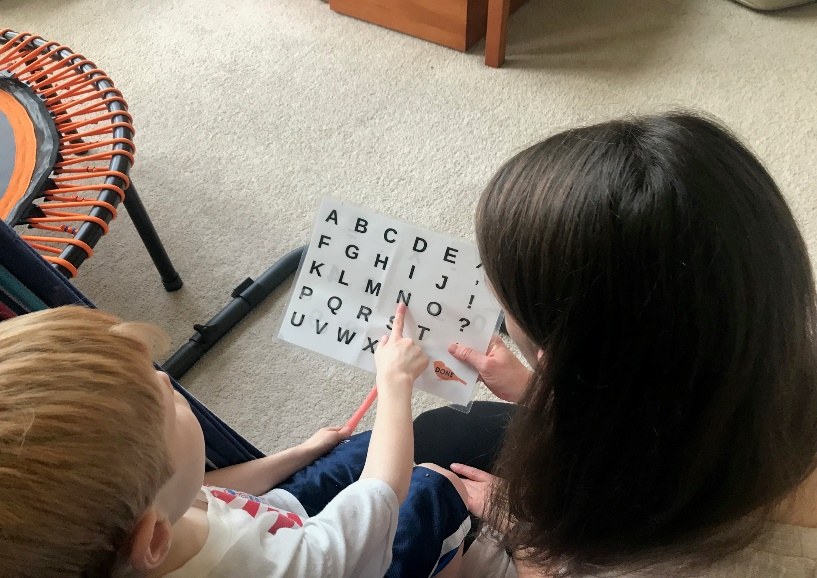 A B C D E
F G H I J ,
K L M N O !
P Q R S T ?
U V W X
DONE